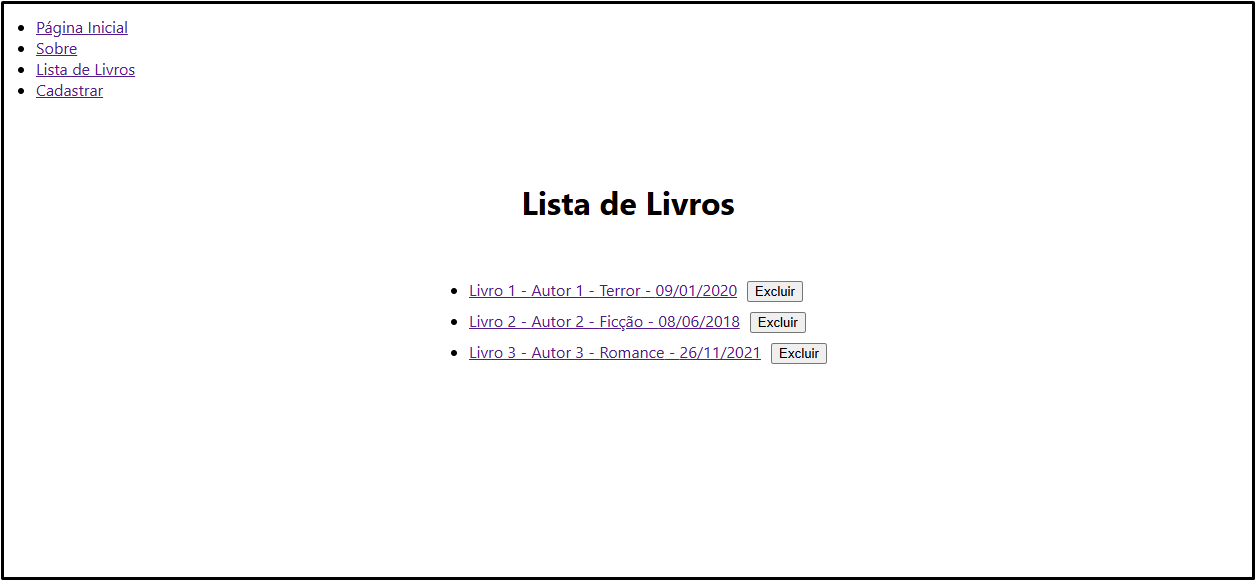 Página Inicial
Sobre
Lista de Livros
Cadastrar
Lista de Livros
Livro 1 - Autor 1 - Terror - 09/01/2020 Excluir
Livro 2 - Autor 2 - Ficção - 08/06/2018 Excluir
Livro 3 - Autor 3 - Romance - 26/11/2021 Excluir